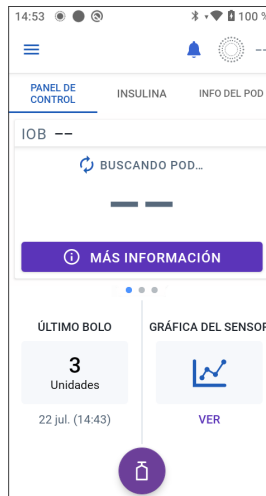 14:53 100 %
--
PANEL DE CONTROL INSULINA INFO DEL POD
IOB --
BUSCANDO POD…
— —
MÁS INFORMACIÓN
ÚLTIMO BOLO GRÁFICA DEL SENSOR
3
Unidades
22 jul. (14:43) VER